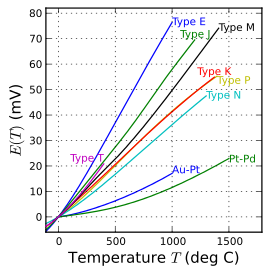 80
70
60
50
40
30
20
10
0
E(T) (mV)
Type E
Type J
Type M
Type K
Type P
Type N
Type T
Au-Pt
Pt-Pd
0 500 1000 1500
Temperature T (deg C)